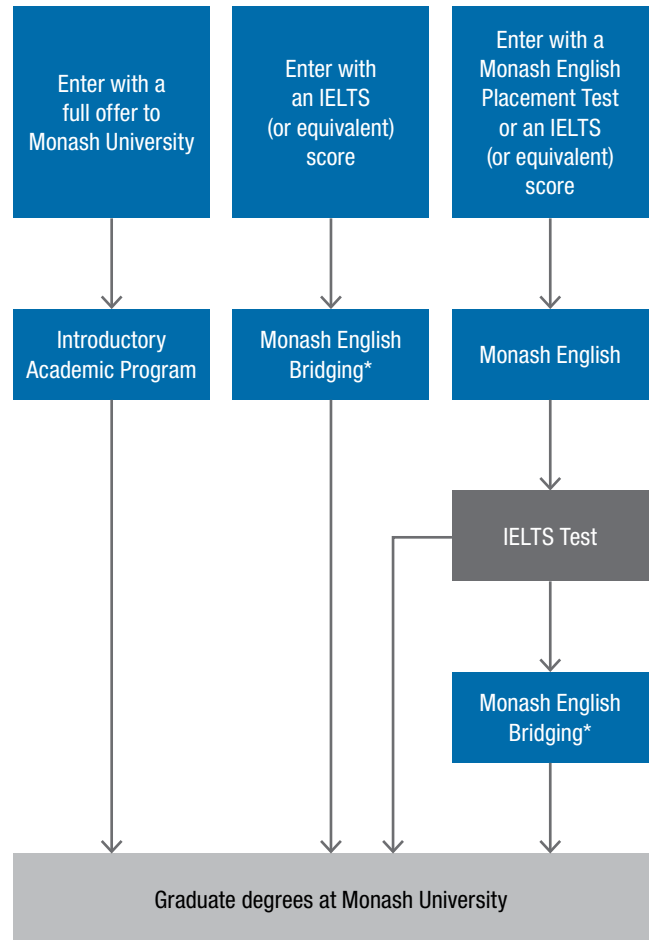 Enter with a
full offer to
Monash University
Enter with
an IELTS
(or equivalent)
score
Enter with a
Monash English
Placement Test
or an IELTS
(or equivalent)
score
Introductory
Academic Program
Monash English
Bridging*
Monash English
IELTS Test
Monash English
Bridging*
Graduate degrees at Monash University